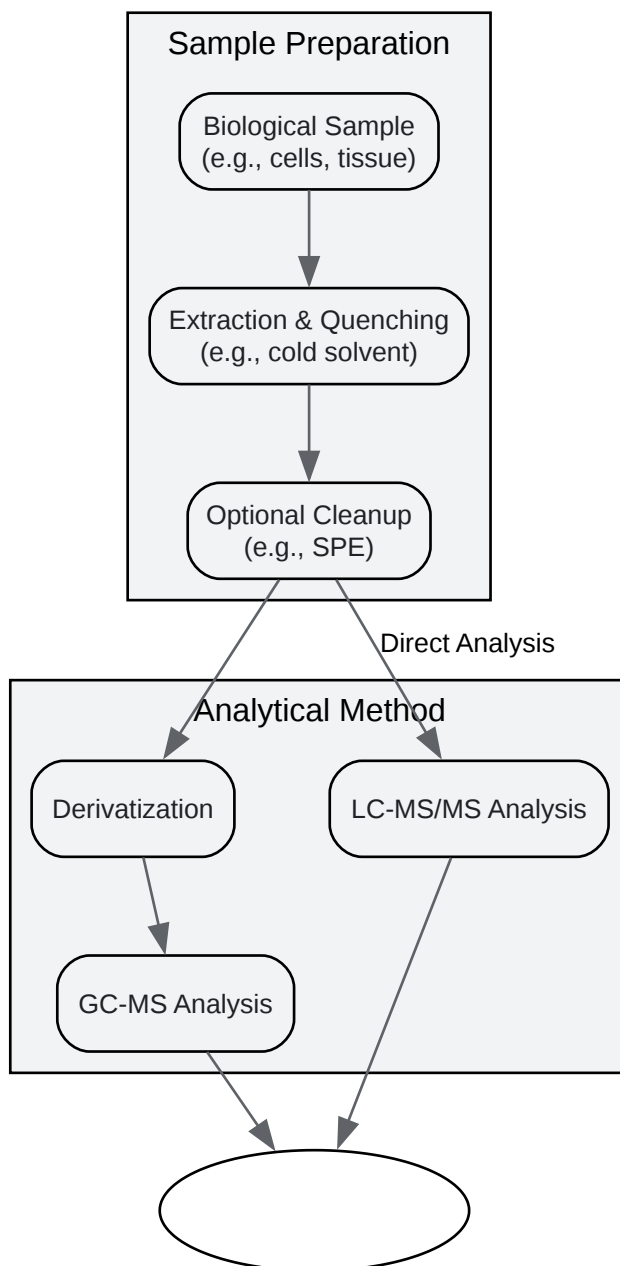 Sample Preparation
Biological Sample
(e.g., cells, tissue)
Extraction & Quenching
(e.g., cold solvent)
Optional Cleanup
(e.g., SPE)
Direct Analysis
Analytical Method
Derivatization
LC-MS/MS Analysis
GC-MS Analysis